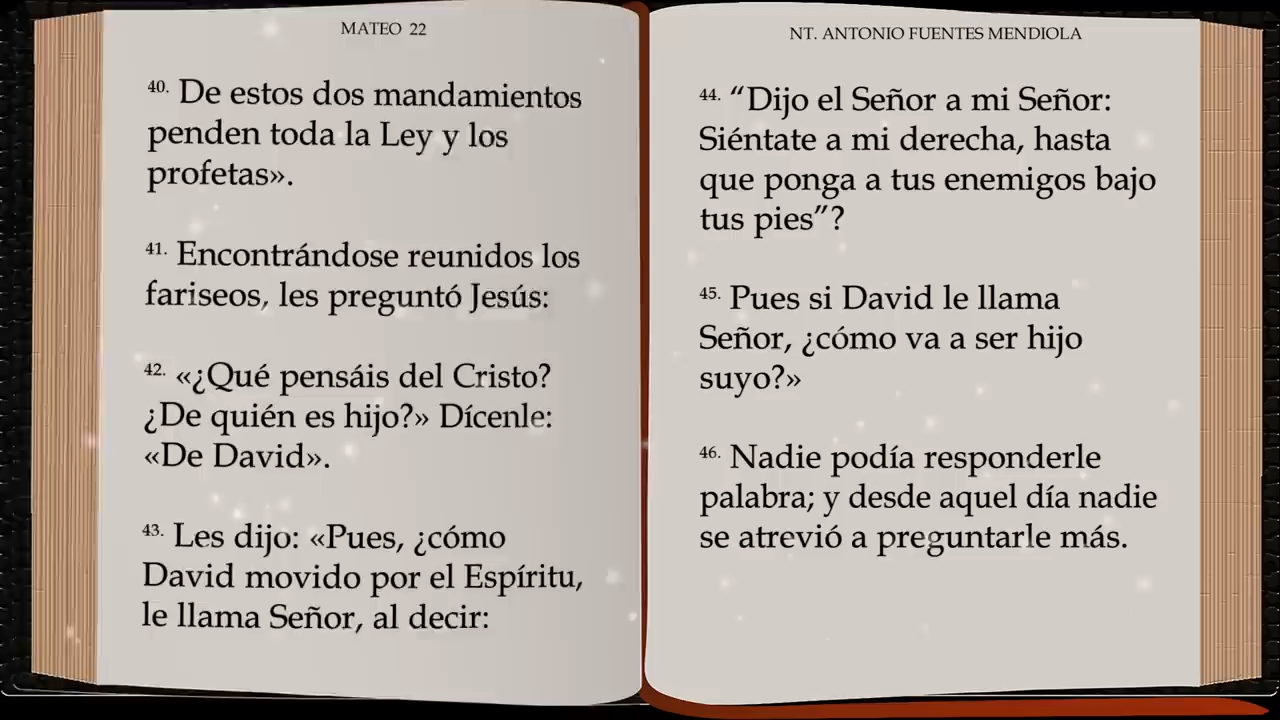 MATEO 22
40. De estos dos mandamientos
penden toda la Ley y los
profetas».
41. Encontrándose reunidos los
fariseos, les preguntó Jesús:
42. «¿Qué pensáis del Cristo?
¿De quién es hijo?» Dícenle:
«De David».
43. Les dijo: «Pues, ¿cómo
David movido por el Espíritu,
le llama Señor, al decir:
NT. ANTONIO FUENTES MENDIOLA
44. “Dijo el Señor a mi Señor:
Siéntate a mi derecha, hasta
que ponga a tus enemigos bajo
tus pies”?
45. Pues si David le llama
Señor, ¿cómo va a ser hijo
suyo?»
46. Nadie podía responderle
palabra; y desde aquel día nadie
se atrevió a preguntarle más.